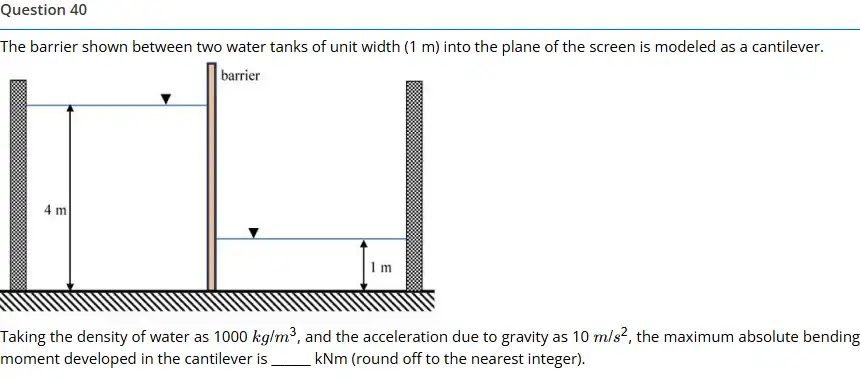 Question 40
The barrier shown between two water tanks of unit width (1 m) into the plane of the screen is modeled as a cantilever.
barrier
4 m
1 m
Taking the density of water as 1000 kg/m³, and the acceleration due to gravity as 10 m/s², the maximum absolute bending
moment developed in the cantilever is _____ kNm (round off to the nearest integer).